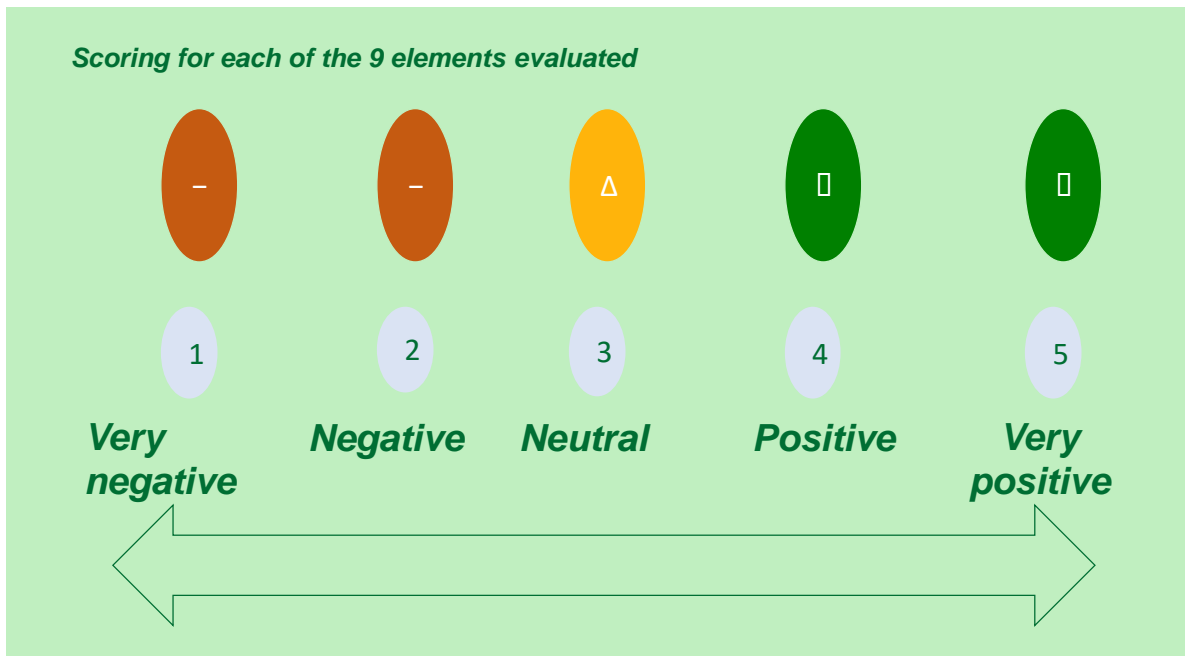 Scoring for each of the 9 elements evaluated
– – Δ ▯ ▯
1 2 3 4 5
Very Negative Neutral Positive Very
negative positive